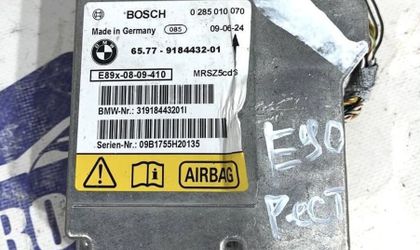 BOSCH 0 285 010 070
Made in Germany 085 09-06-24
65.77 - 9184432-01
E89x-08-09-410 MRSZ5cdS
BMW-Nr.: 31918443201I
Serien-Nr: 09B1755H20135
AIRBAG
E90
Рест